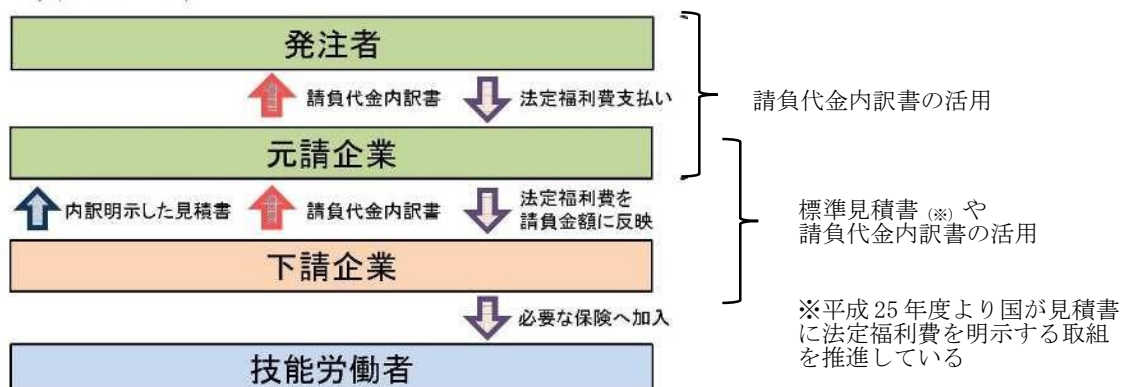 発注者
請負代金内訳書
法定福利費支払い
請負代金内訳書の活用
元請企業
内訳明示した見積書
請負代金内訳書
法定福利費を
請負金額に反映
標準見積書 (※) や
請負代金内訳書の活用
下請企業
必要な保険へ加入
※平成 25 年度より国が見積書
に法定福利費を明示する取組
を推進している
技能労働者